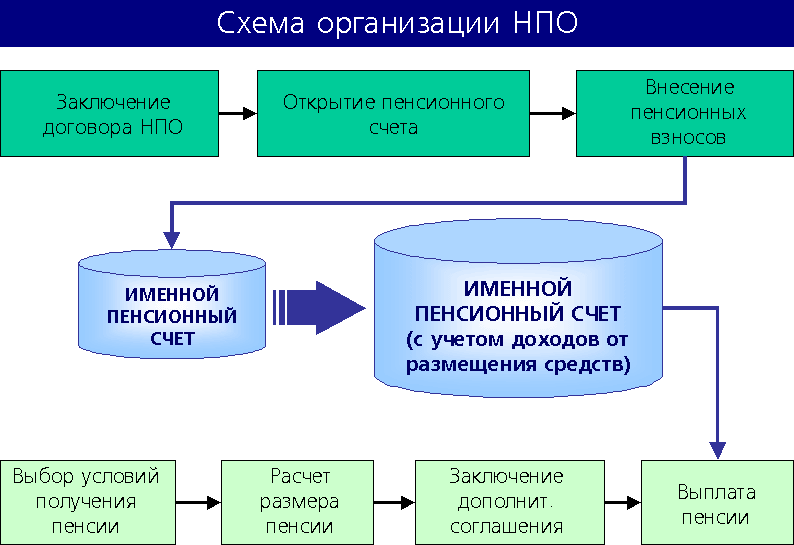 Схема организации НПО
Заключение
договора НПО
Открытие пенсионного
счета
Внесение
пенсионных
взносов
ИМЕННОЙ
ПЕНСИОННЫЙ
СЧЕТ
ИМЕННОЙ
ПЕНСИОННЫЙ СЧЕТ
(с учетом доходов от
размещения средств)
Выбор условий
получения
пенсии
Расчет
размера
пенсии
Заключение
дополнит.
соглашения
Выплата
пенсии